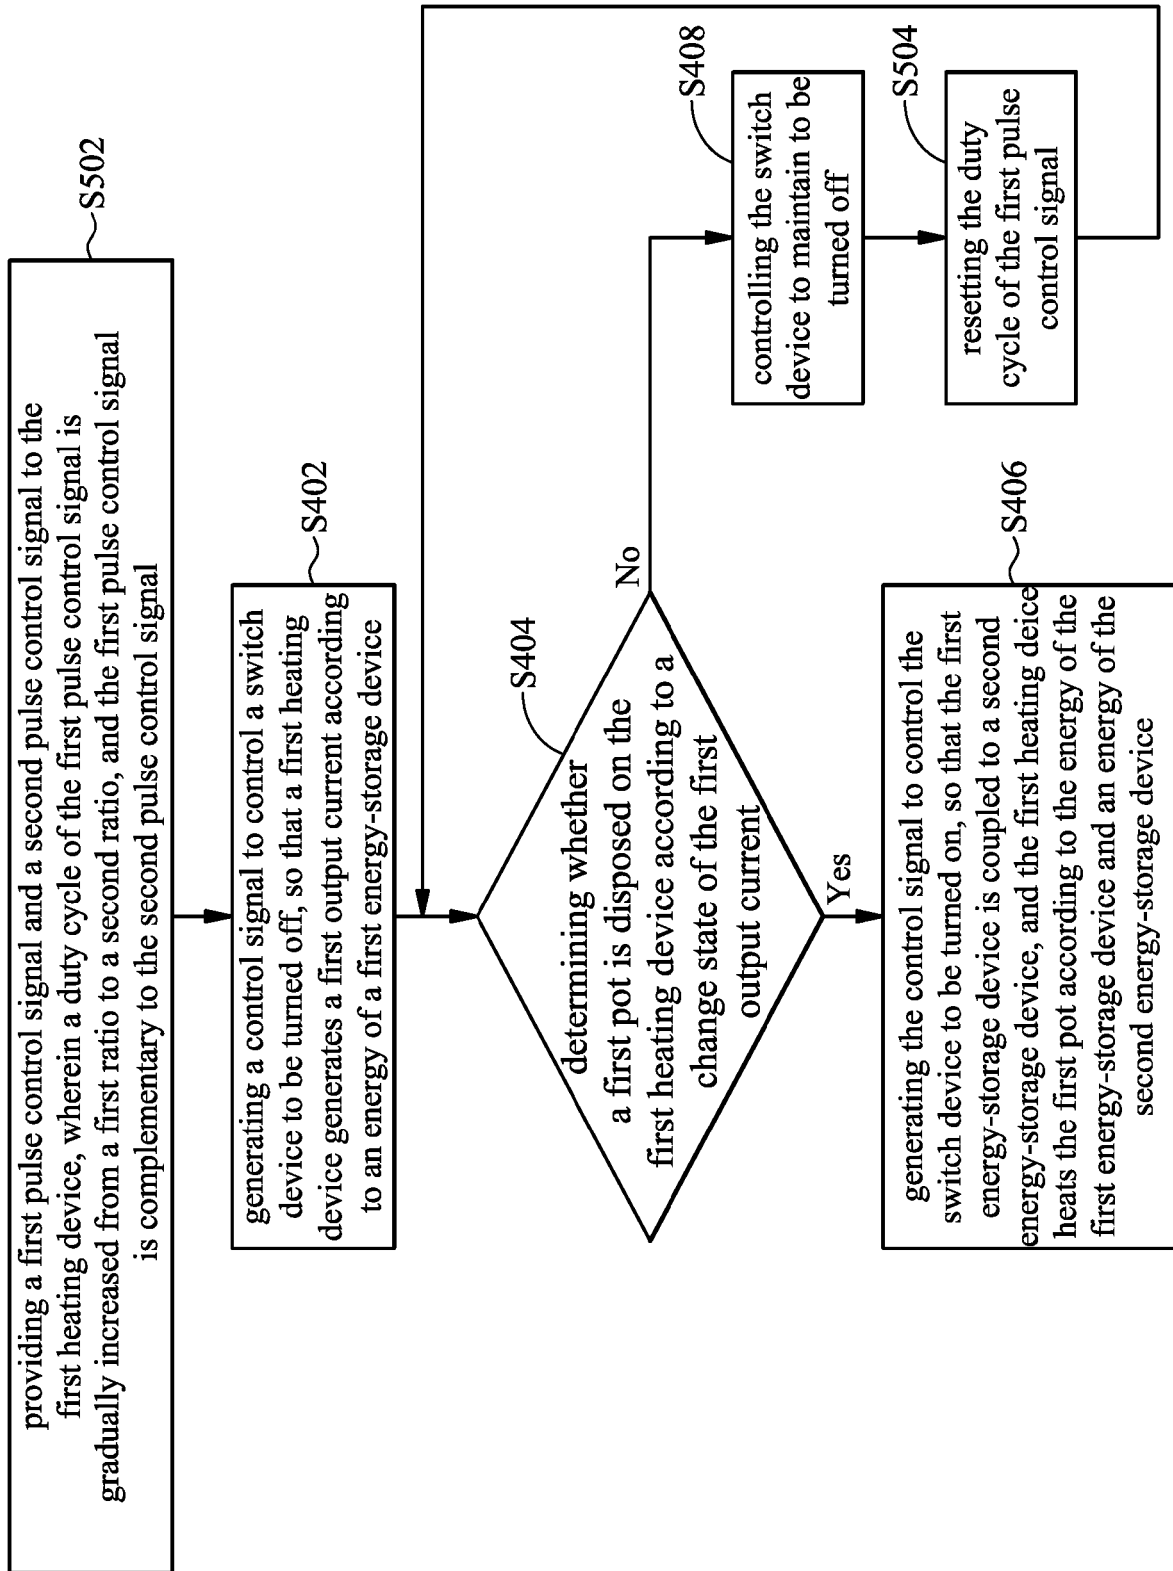 providing a first pulse control signal and a second pulse control signal to the
first heating device, wherein a duty cycle of the first pulse control signal is
gradually increased from a first ratio to a second ratio, and the first pulse control signal
is complementary to the second pulse control signal
S502
generating a control signal to control a switch
device to be turned off, so that a first heating
device generates a first output current according
to an energy of a first energy-storage device
S402
determining whether
a first pot is disposed on the
first heating device according to a
change state of the first
output current
S404
No
Yes
controlling the switch
device to maintain to be
turned off
S408
resetting the duty
cycle of the first pulse
control signal
S504
generating the control signal to control the
switch device to be turned on, so that the first
energy-storage device is coupled to a second
energy-storage device, and the first heating deice
heats the first pot according to the energy of the
first energy-storage device and an energy of the
second energy-storage device
S406